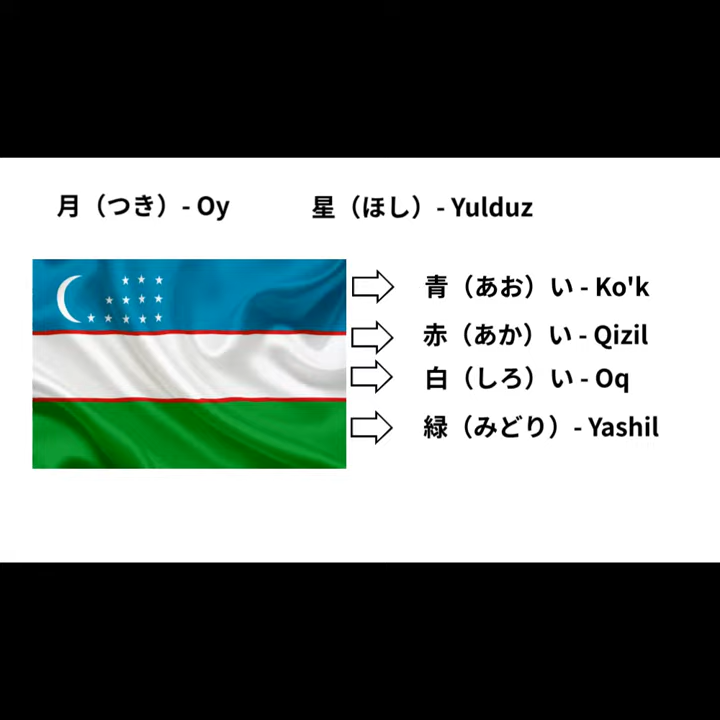 月（つき）- Oy
星（ほし）- Yulduz
青（あお）い - Ko'k
赤（あか）い - Qizil
白（しろ）い - Oq
緑（みどり）- Yashil